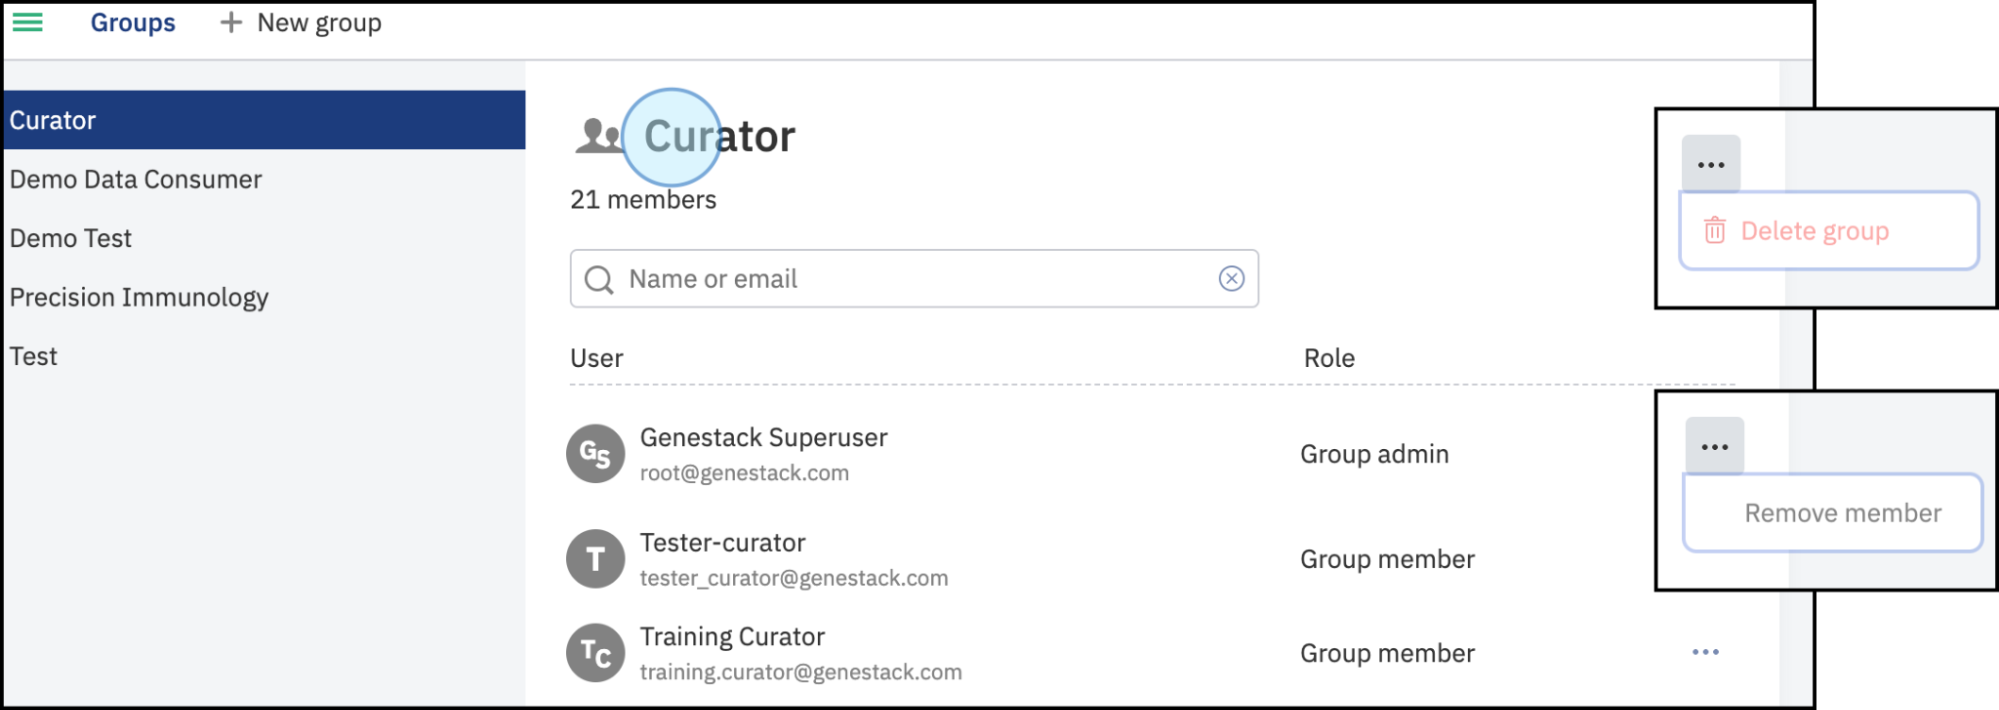 Groups + New group
Curator
Demo Data Consumer
Demo Test
Precision Immunology
Test
Curator
21 members
Name or email
User Role
GS Genestack Superuser
root@genestack.com
Group admin
T Tester-curator
tester_curator@genestack.com
Group member
TC Training Curator
training.curator@genestack.com
Group member
...
...
Delete group
...
Remove member